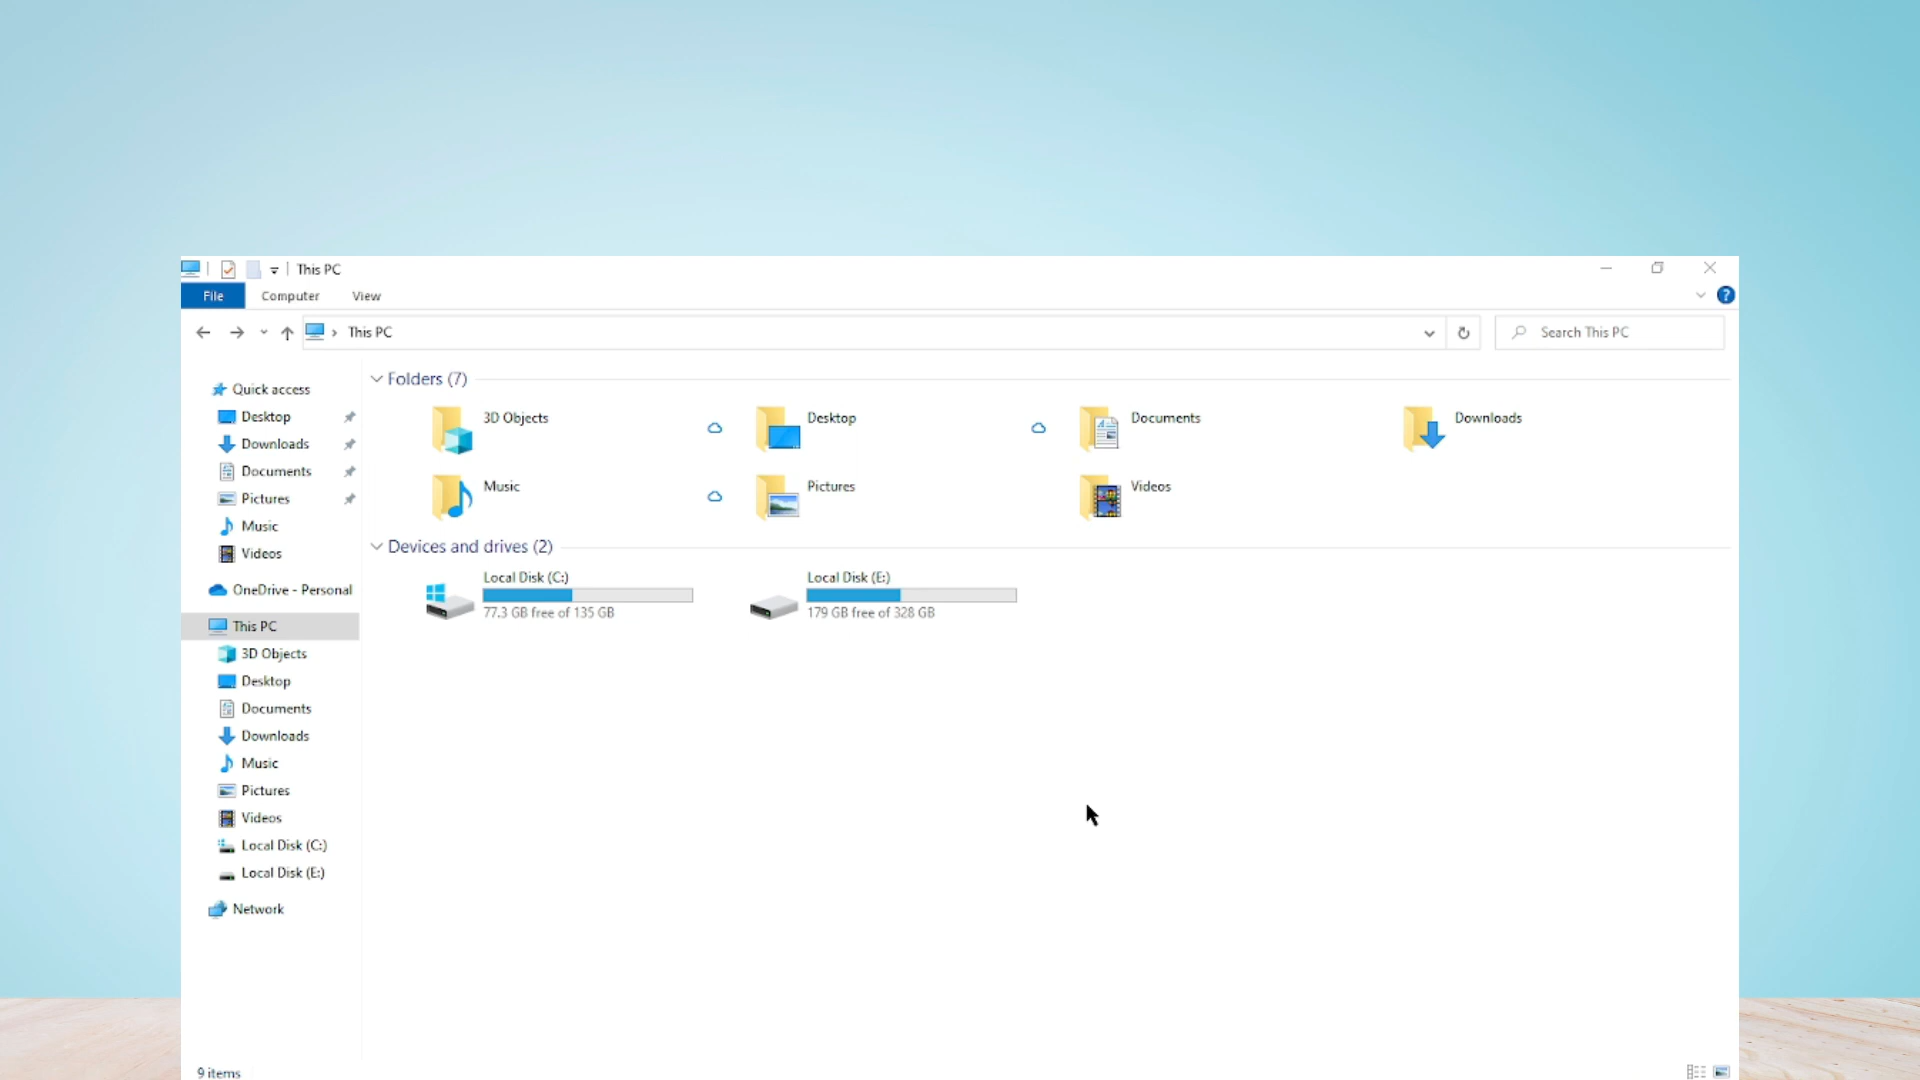 This PC
File Computer View
This PC
Search This PC
Quick access
Desktop
Downloads
Documents
Pictures
Music
Videos
OneDrive - Personal
This PC
3D Objects
Desktop
Documents
Downloads
Music
Pictures
Videos
Local Disk (C:)
Local Disk (E:)
Network
Folders (7)
3D Objects
Desktop
Documents
Downloads
Music
Pictures
Videos
Devices and drives (2)
Local Disk (C:)
77.3 GB free of 135 GB
Local Disk (E:)
179 GB free of 328 GB
9 items